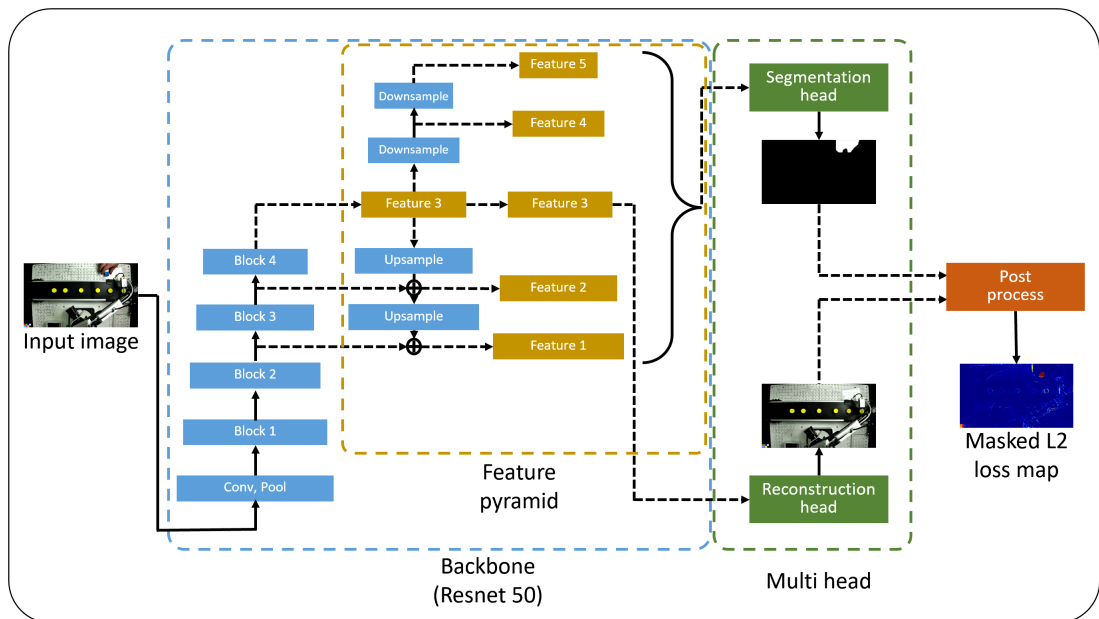 Feature 5
Downsample
Feature 4
Downsample
Feature 3
Feature 3
Block 4
Upsample
Feature 2
Block 3
Upsample
Feature 1
Block 2
Block 1
Conv, Pool
Input image
Feature
pyramid
Backbone
(Resnet 50)
Segmentation
head
Reconstruction
head
Multi head
Post
process
Masked L2
loss map